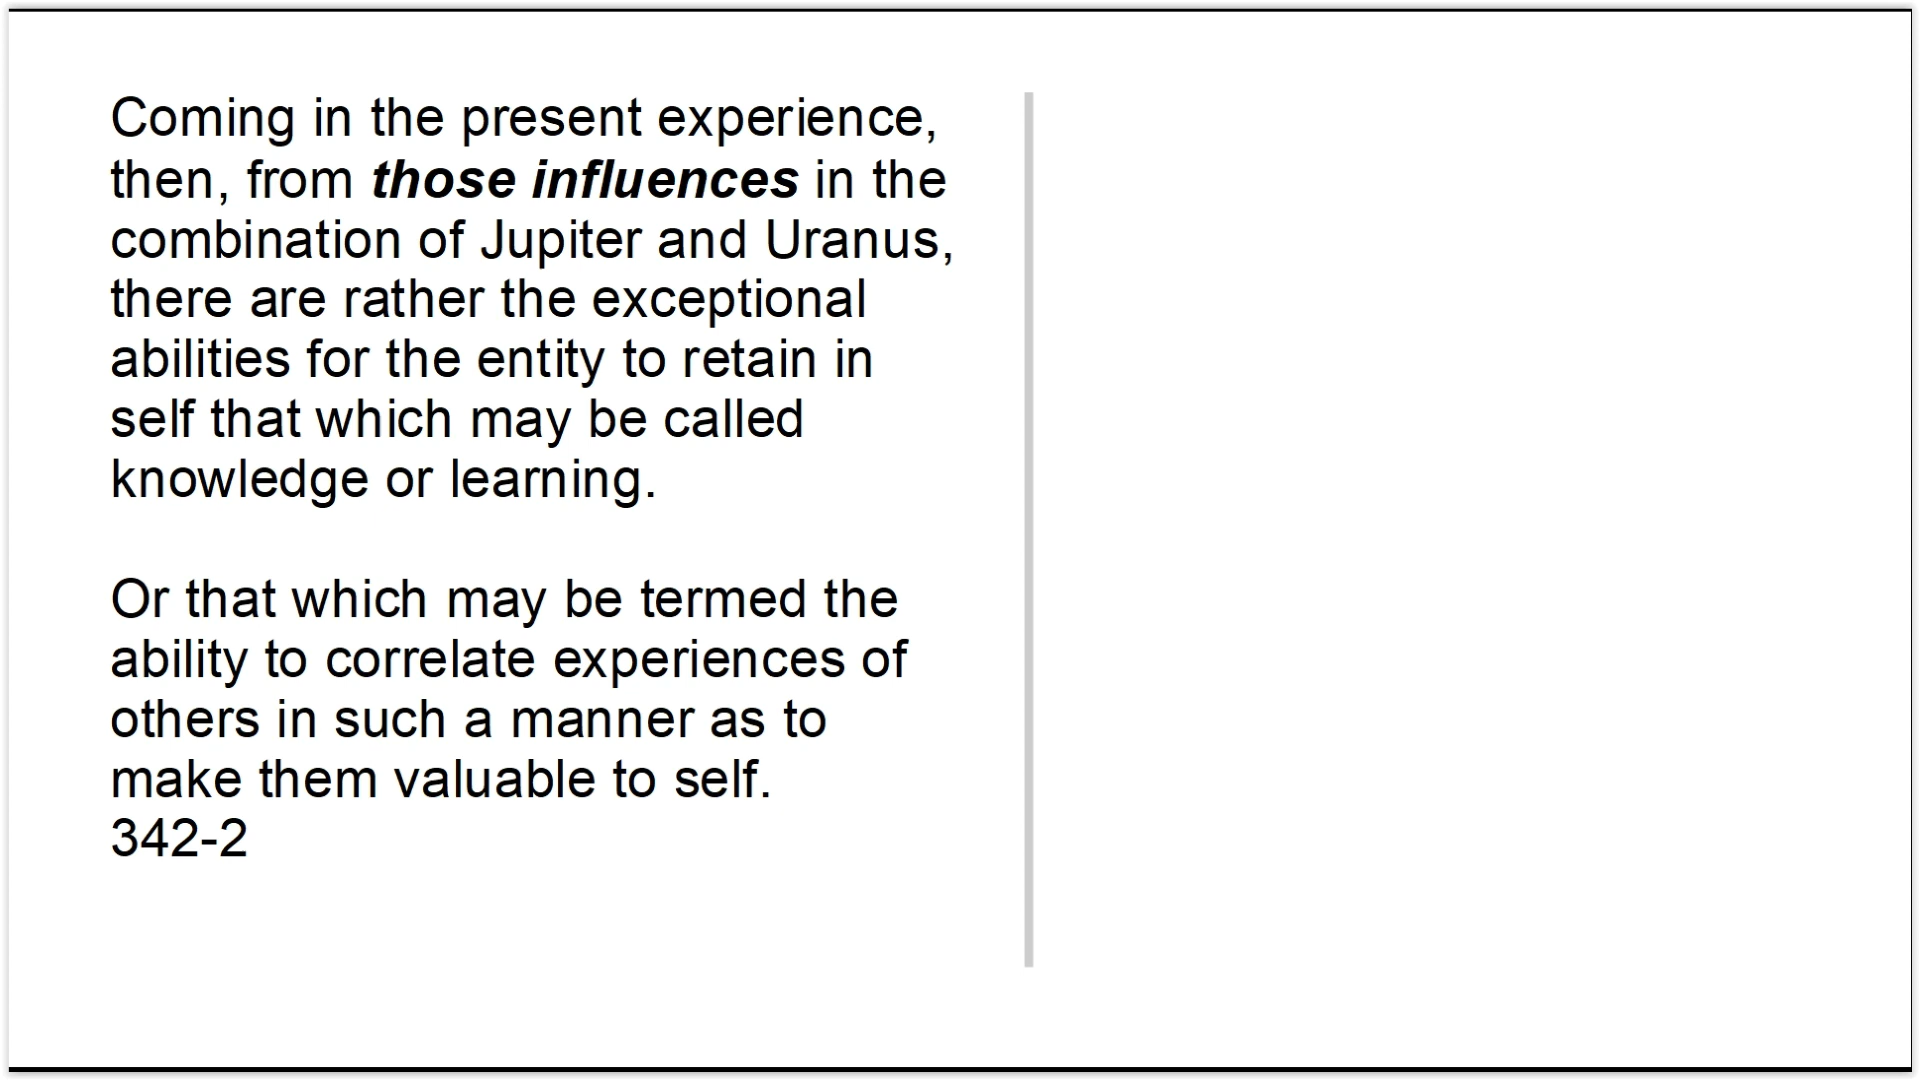 Coming in the present experience,
then, from those influences in the
combination of Jupiter and Uranus,
there are rather the exceptional
abilities for the entity to retain in
self that which may be called
knowledge or learning.
Or that which may be termed the
ability to correlate experiences of
others in such a manner as to
make them valuable to self.
342-2